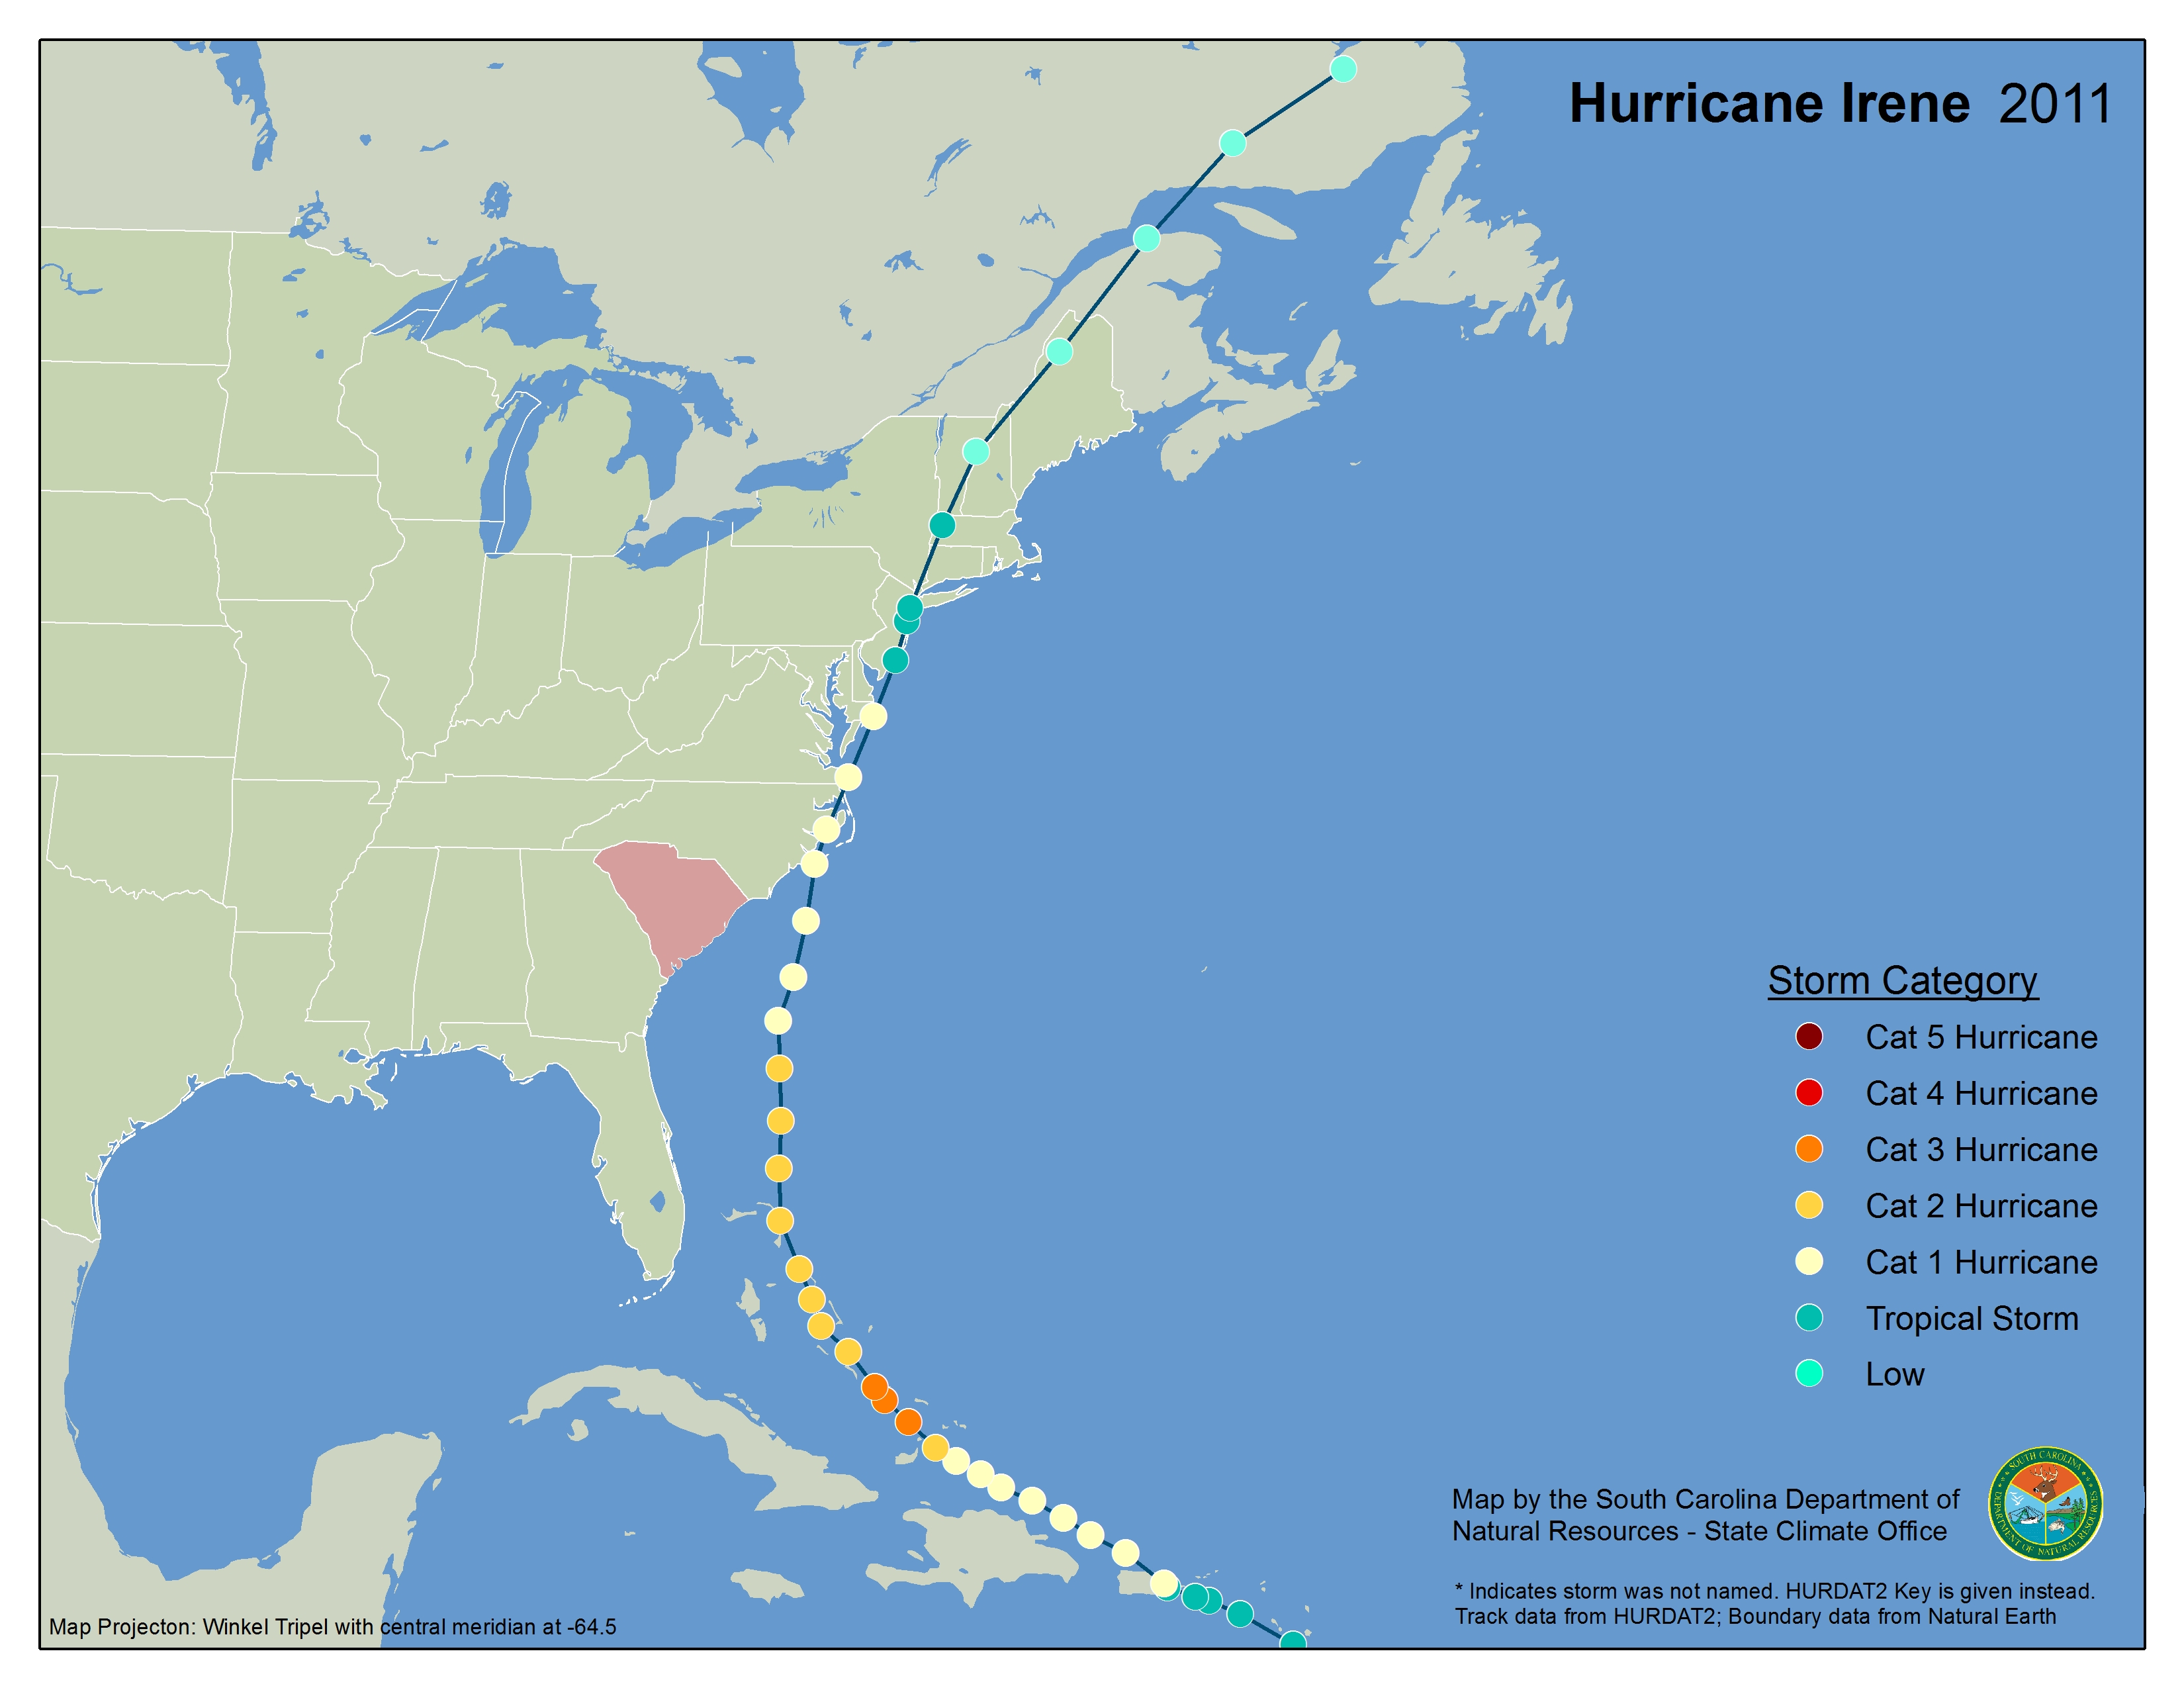 Hurricane Irene 2011
Storm Category
Cat 5 Hurricane
Cat 4 Hurricane
Cat 3 Hurricane
Cat 2 Hurricane
Cat 1 Hurricane
Tropical Storm
Low
Map by the South Carolina Department of
Natural Resources - State Climate Office
SOUTH CAROLINA
DEPARTMENT OF NATURAL RESOURCES
* Indicates storm was not named. HURDAT2 Key is given instead.
Track data from HURDAT2; Boundary data from Natural Earth
Map Projecton: Winkel Tripel with central meridian at -64.5